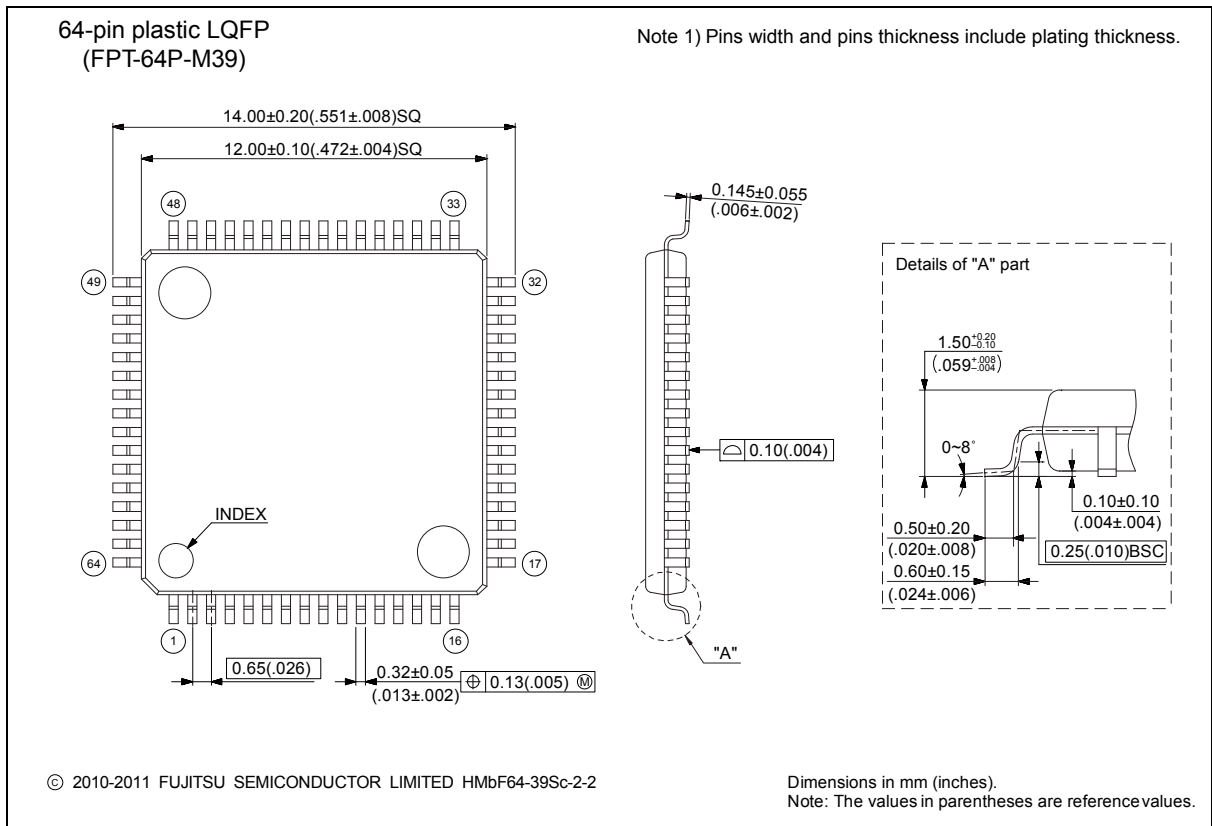 64-pin plastic LQFP
(FPT-64P-M39)
Note 1) Pins width and pins thickness include plating thickness.
14.00±0.20(.551±.008)SQ
12.00±0.10(.472±.004)SQ
48
33
49
32
INDEX
64
17
1
16
0.65(.026)
0.32±0.05
(.013±.002)
⌖ 0.13(.005) Ⓜ
0.145±0.055
(.006±.002)
⌓ 0.10(.004)
"A"
Details of "A" part
1.50+0.20 −0.10
(.059+.008 −.004)
0~8°
0.50±0.20
(.020±.008)
0.60±0.15
(.024±.006)
0.10±0.10
(.004±.004)
0.25(.010)BSC
© 2010-2011 FUJITSU SEMICONDUCTOR LIMITED HMbF64-39Sc-2-2
Dimensions in mm (inches).
Note: The values in parentheses are reference values.